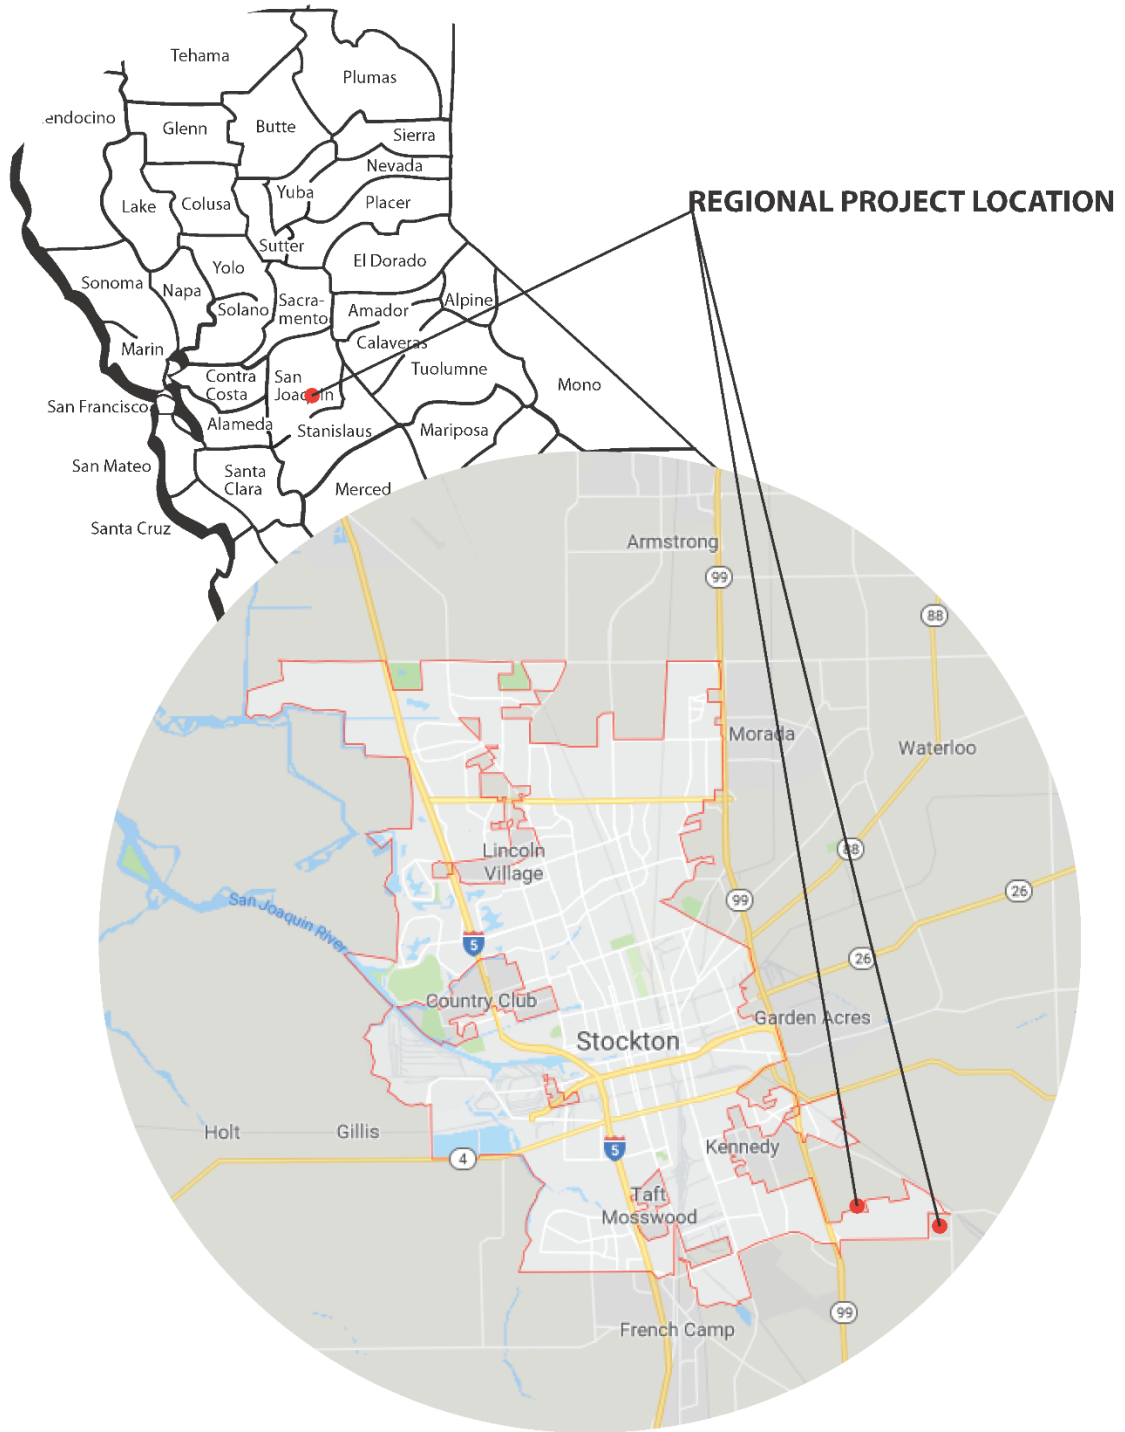 Tehama
Plumas
.endocino
Glenn
Butte
Sierra
Nevada
Yuba
Placer
Lake
Colusa
REGIONAL PROJECT LOCATION
Sutter
El Dorado
Yolo
Sonoma
Napa
Solano
Sacra-
mento
Amador
Alpine
Calaveras
Marin
Tuolumne
Contra
Costa
San
Joaquin
Mono
San Francisco
Alameda
Stanislaus
Mariposa
San Mateo
Santa
Clara
Merced
Santa Cruz
Armstrong
99
88
Morada
Waterloo
Lincoln
Village
88
26
99
San Joaquin River
5
26
Country Club
Garden Acres
Stockton
Holt
Gillis
4
5
Kennedy
Taft
Mosswood
99
French Camp